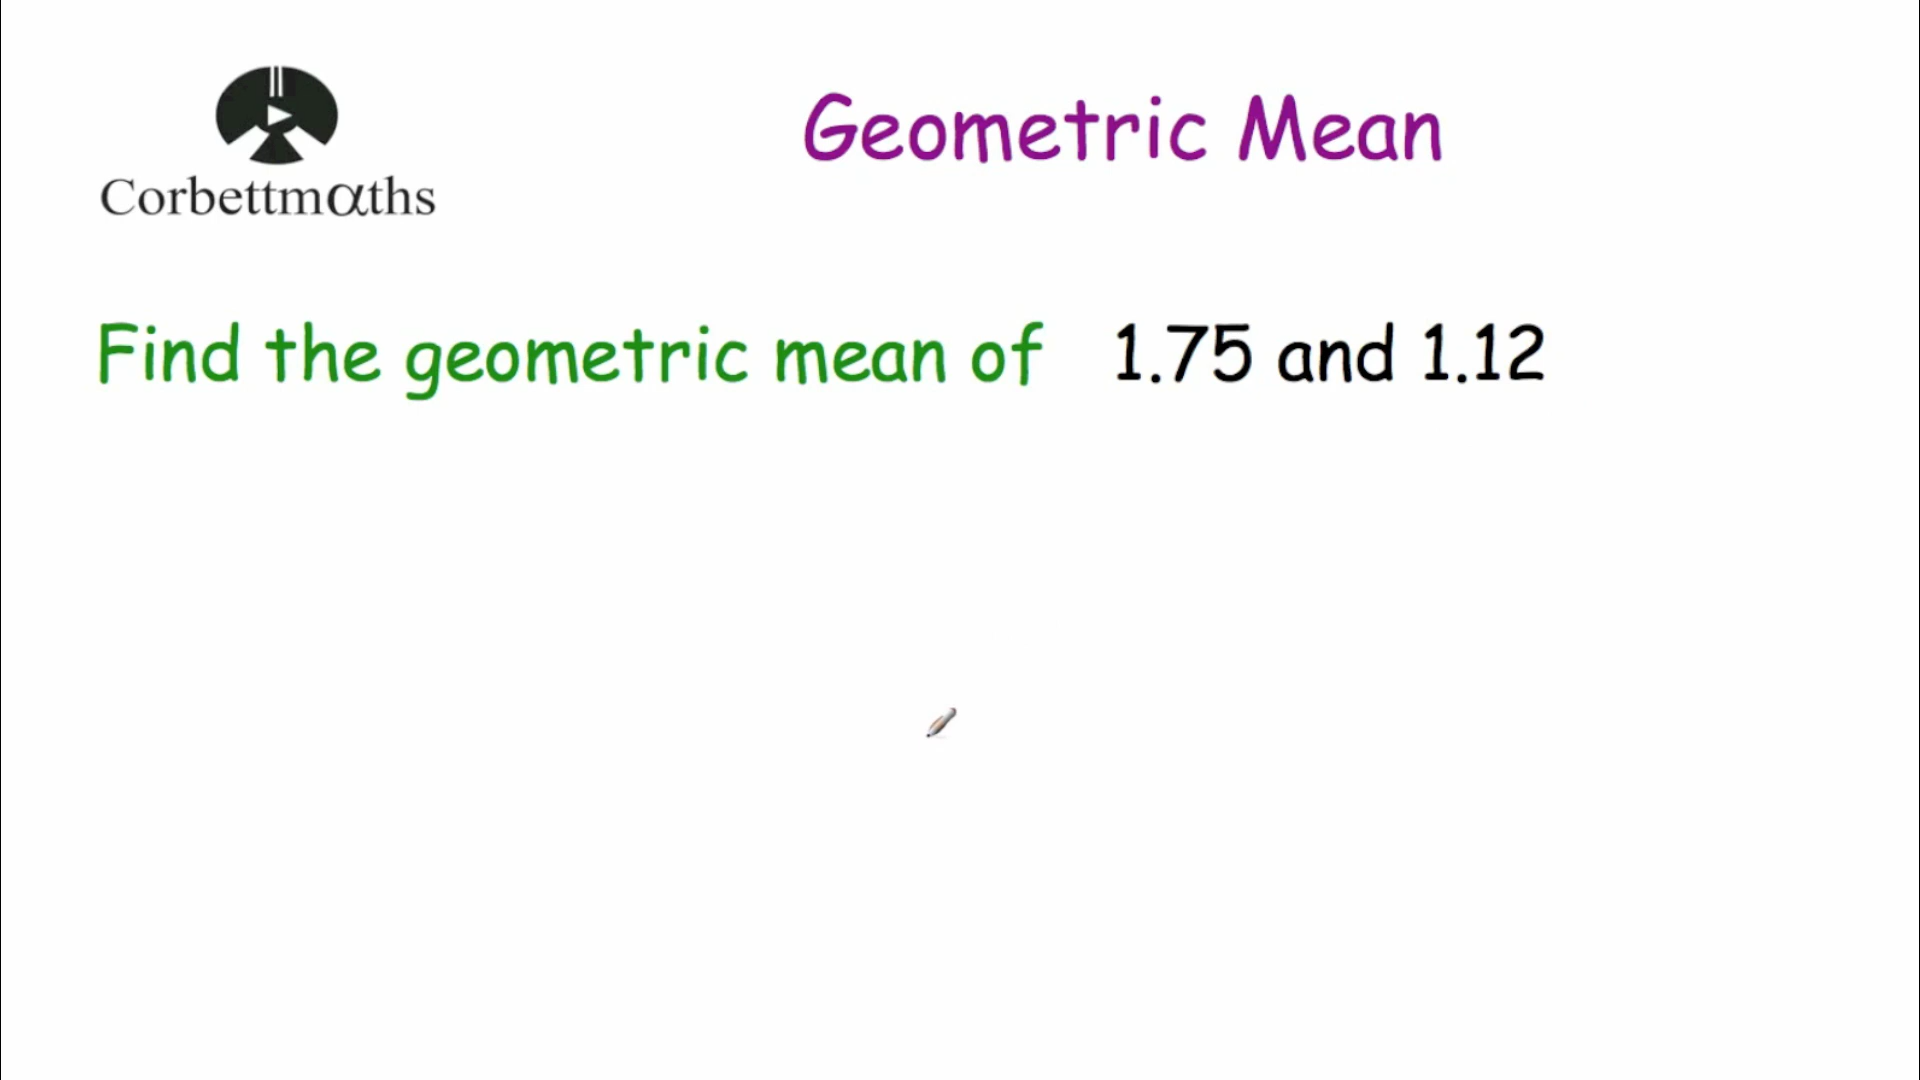 Geometric Mean
Corbettmαths
Find the geometric mean of 1.75 and 1.12